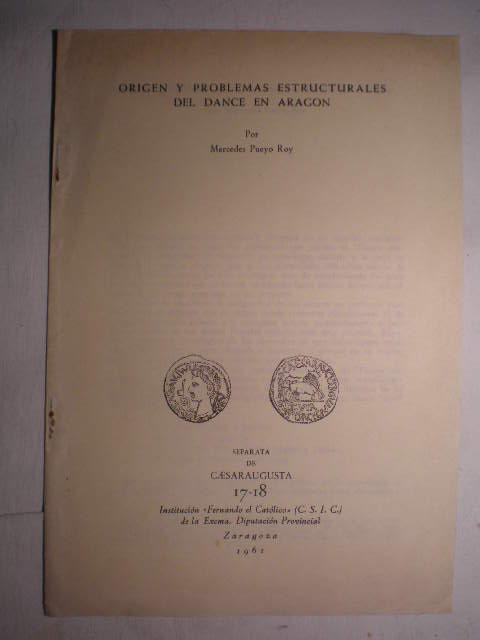 ORIGEN Y PROBLEMAS ESTRUCTURALES
DEL DANCE EN ARAGON
Por
Mercedes Pueyo Roy
SEPARATA
DE
CÆSARAUGUSTA
17-18
Institución «Fernando el Católico» (C. S. I. C.)
de la Excma. Diputación Provincial
Zaragoza
1961